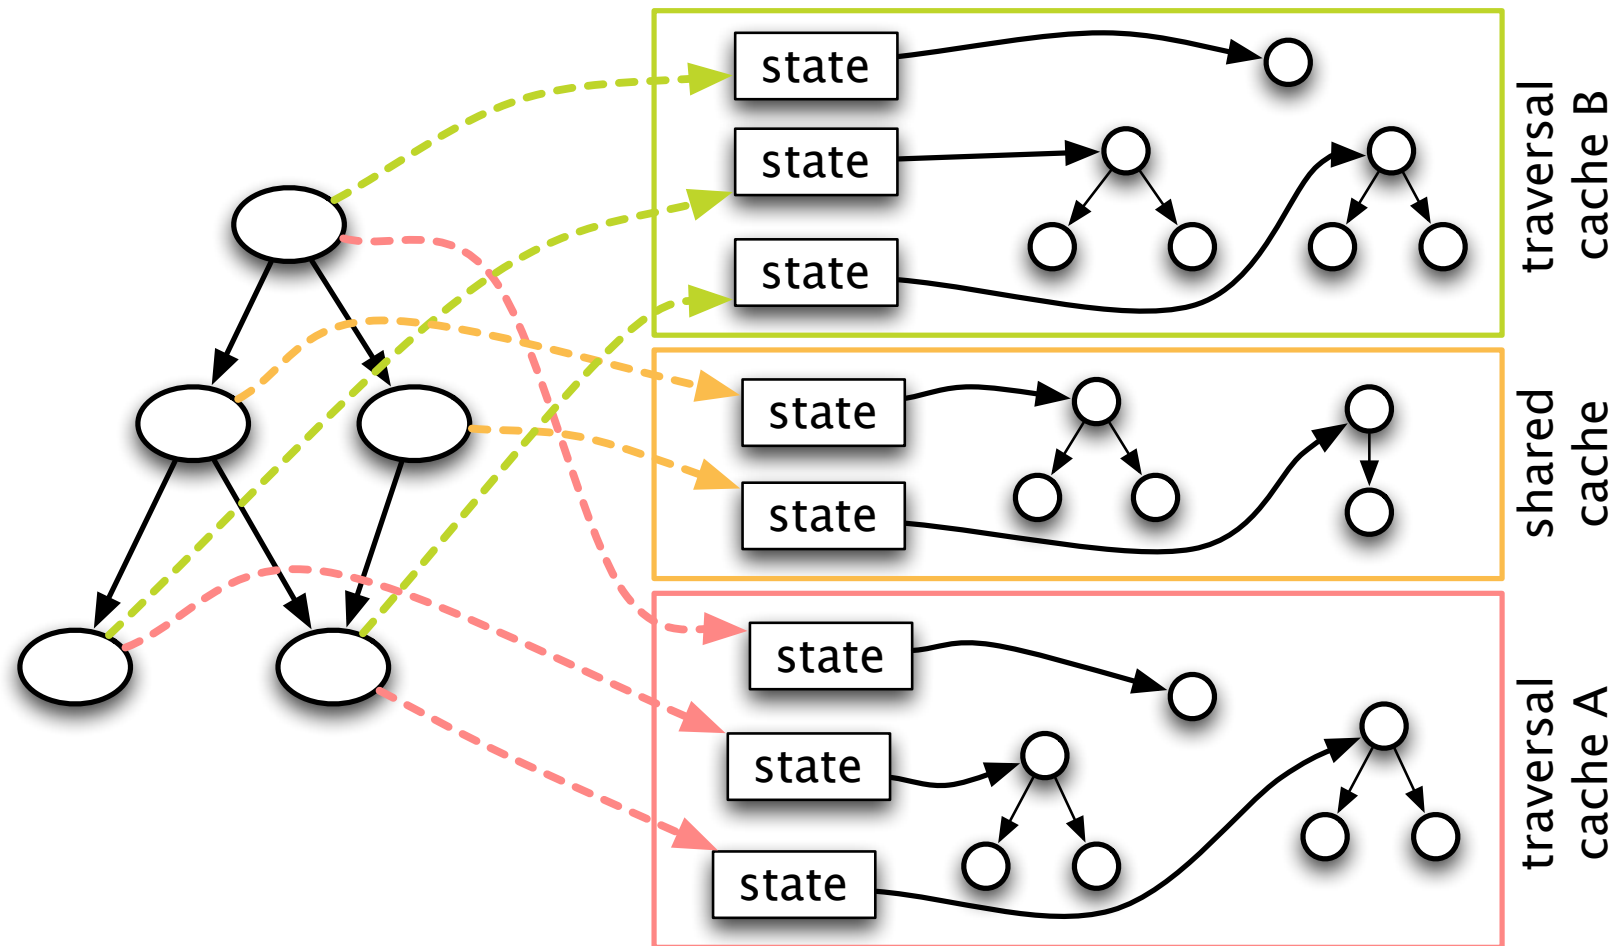 state
state
state
traversal
cache B
state
state
shared
cache
state
state
state
traversal
cache A